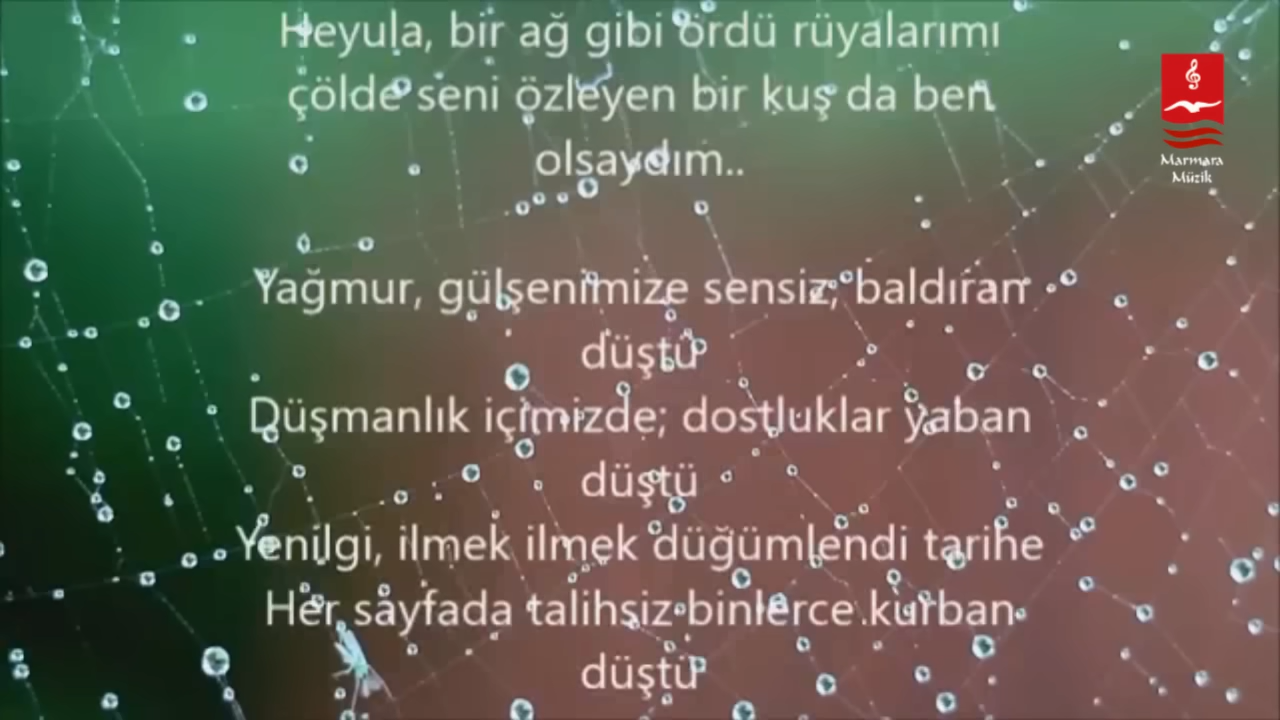 Heyula, bir ağ gibi ördü rüyalarımı
çölde seni özleyen bir kuş da ben
olsaydım..
Yağmur, gülşenimize sensiz, baldıran
düştü
Düşmanlık içimizde; dostluklar yaban
düştü
Yenilgi, ilmek ilmek düğümlendi tarihe
Her sayfada talihsiz binlerce kurban
düştü
Marmara
Müzik